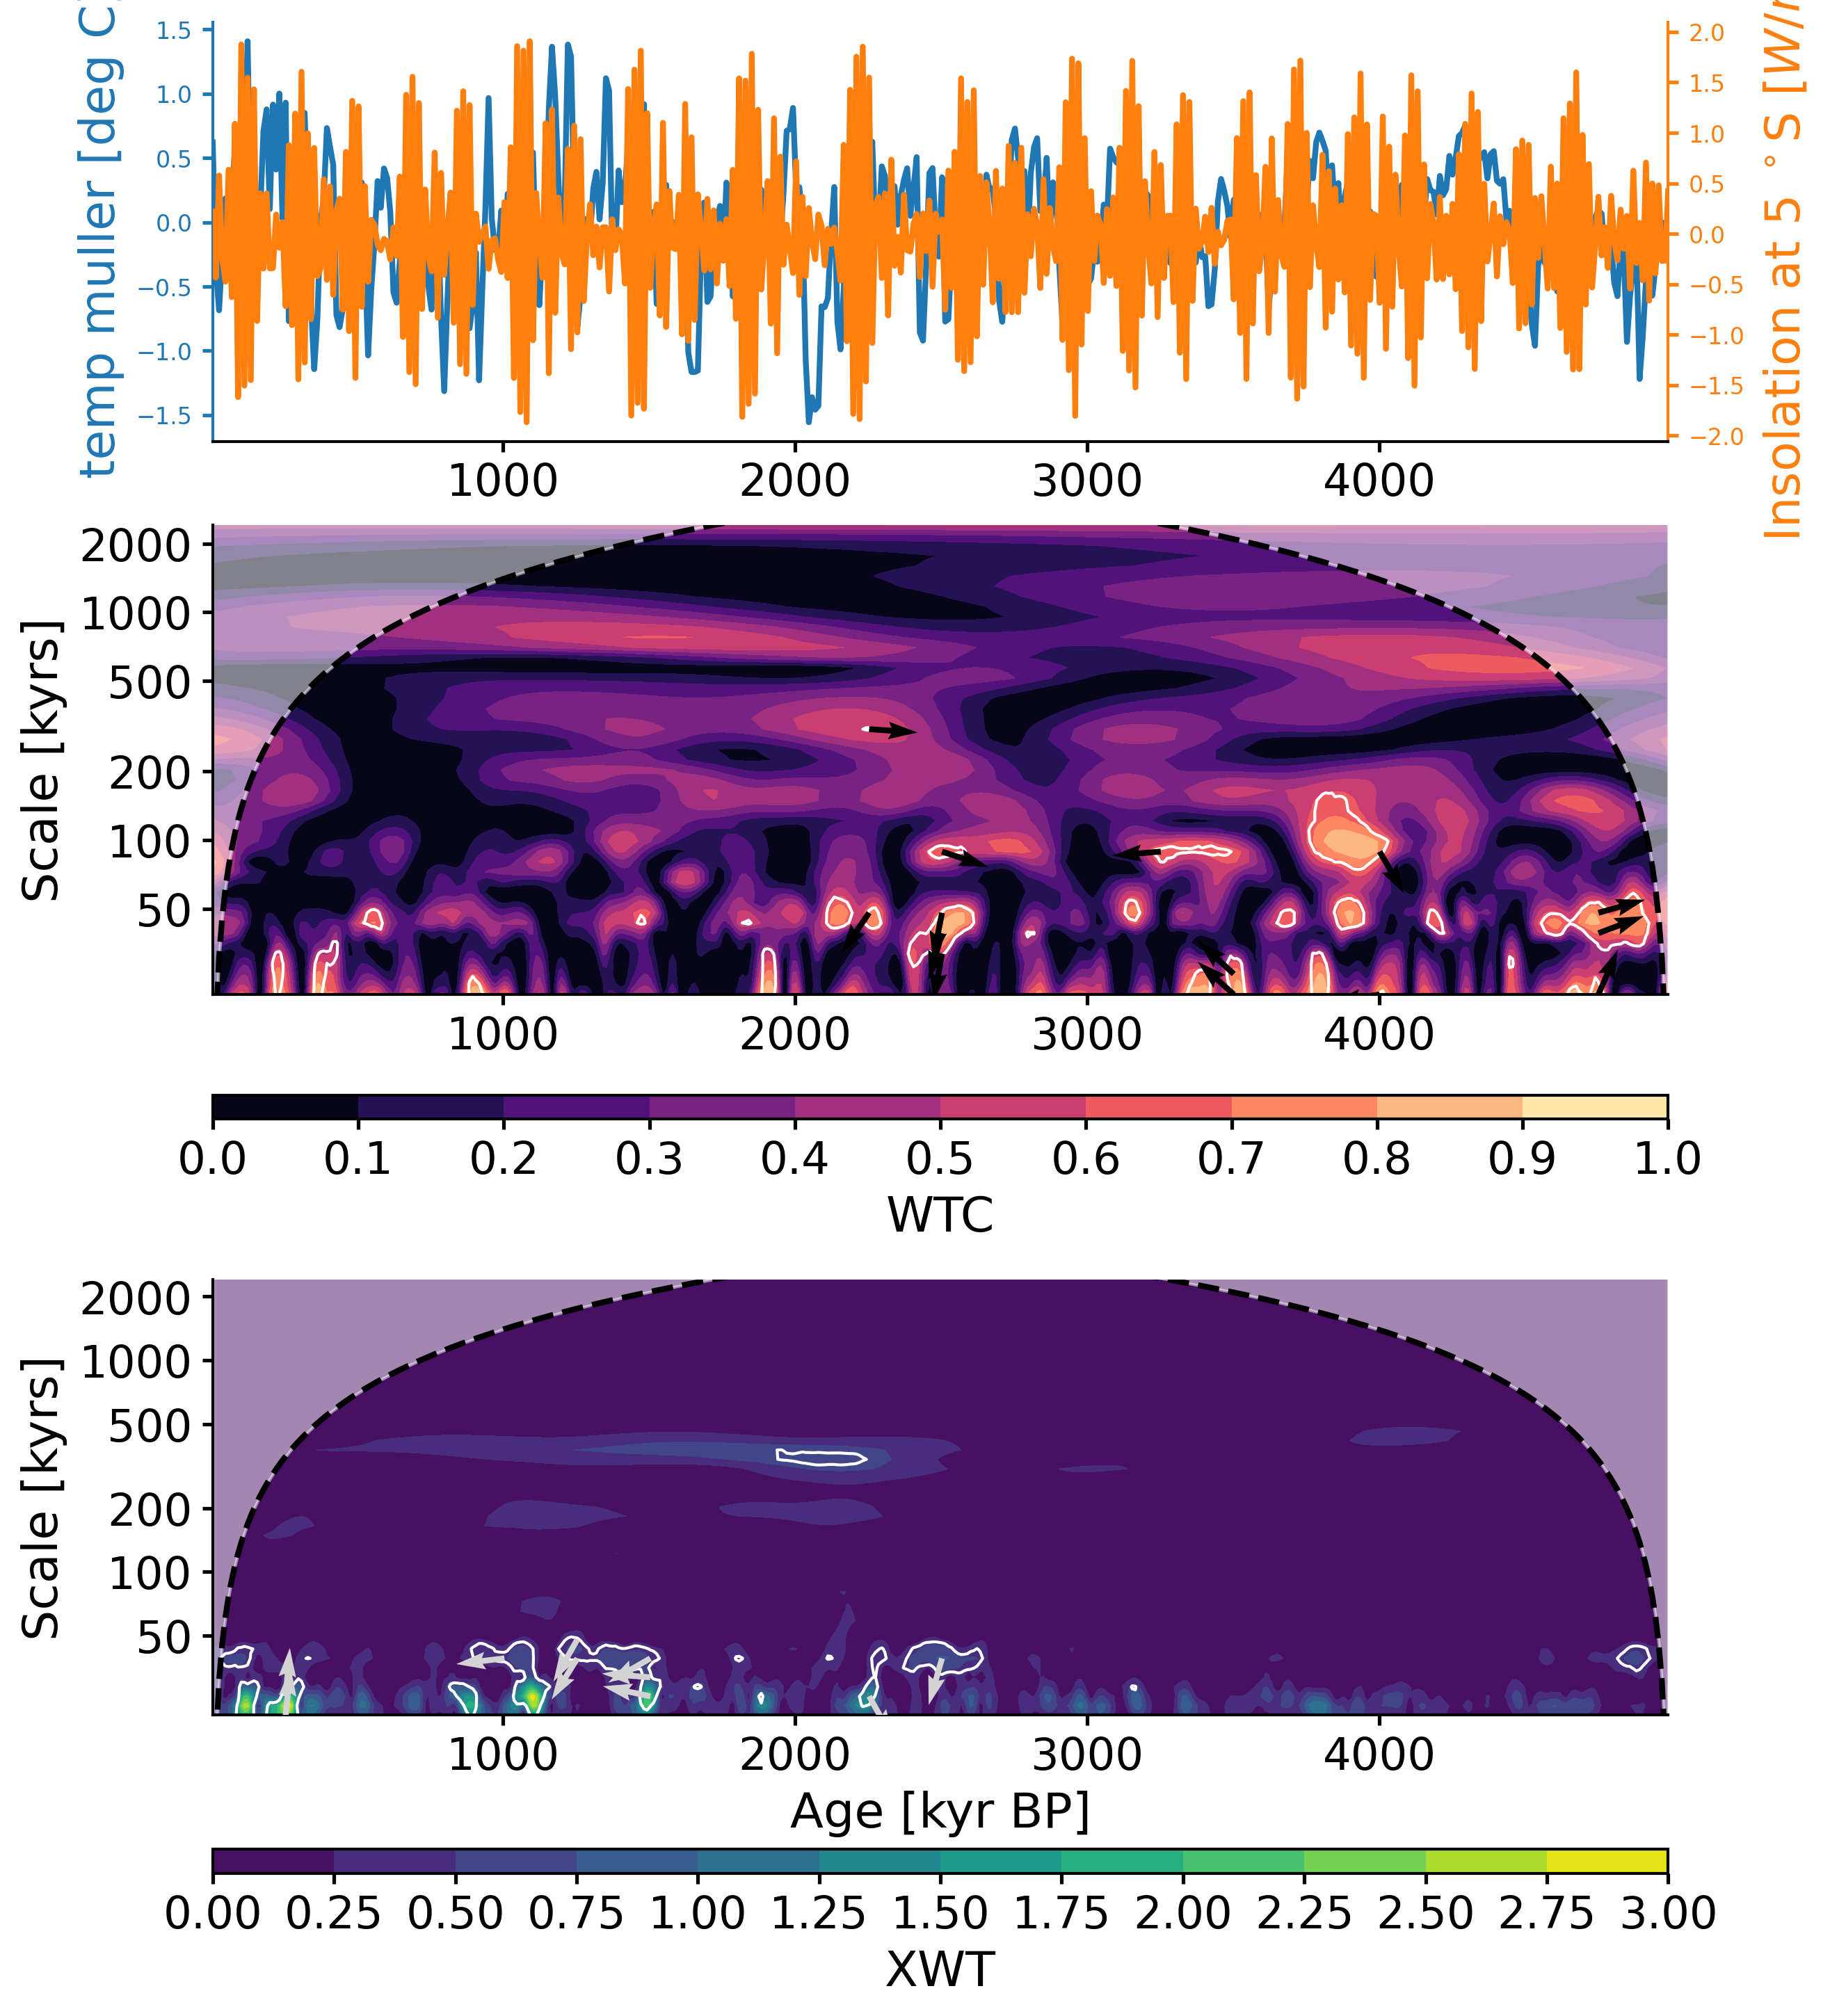 temp muller [deg C
1.5
1.0
0.5
0.0
−0.5
−1.0
−1.5
2.0
1.5
1.0
0.5
0.0
−0.5
−1.0
−1.5
−2.0
Insolation at 5 °S [W/
1000 2000 3000 4000
Scale [kyrs]
2000
1000
500
200
100
50
1000 2000 3000 4000
0.0 0.1 0.2 0.3 0.4 0.5 0.6 0.7 0.8 0.9 1.0
WTC
Scale [kyrs]
2000
1000
500
200
100
50
1000 2000 3000 4000
Age [kyr BP]
0.00 0.25 0.50 0.75 1.00 1.25 1.50 1.75 2.00 2.25 2.50 2.75 3.00
XWT